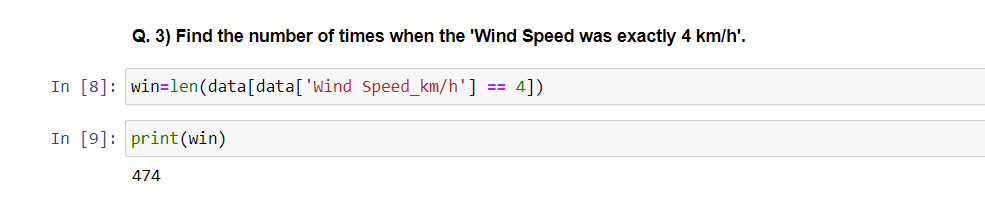 Q. 3) Find the number of times when the 'Wind Speed was exactly 4 km/h'.
In [8]: win=len(data[data['Wind Speed_km/h'] == 4])
In [9]: print(win)
474